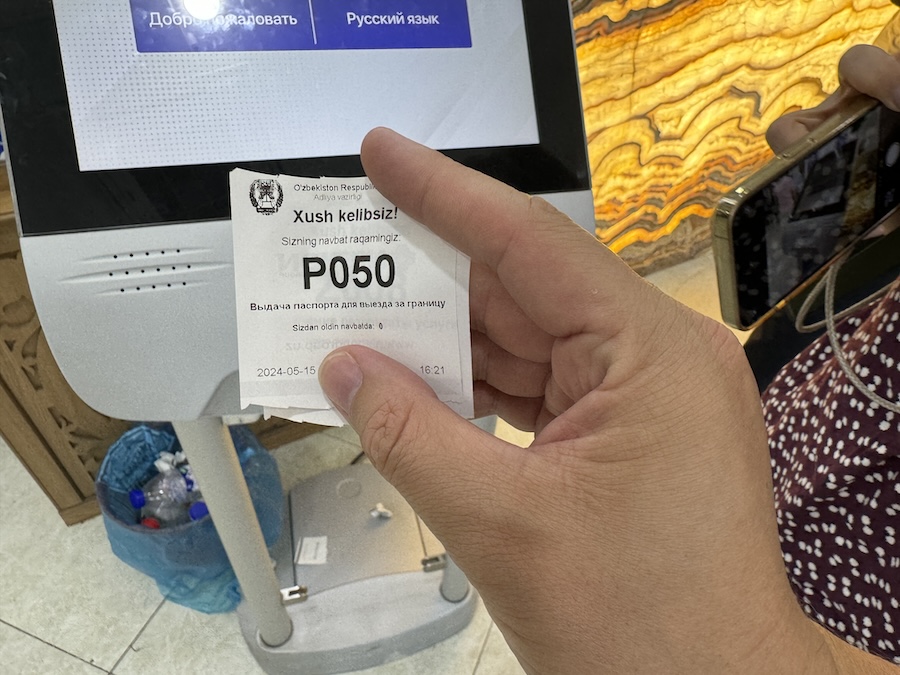 Добро пожаловать
Русский язык
O'zbekiston Respubli
Adliya vazirligi
Xush kelibsiz!
Sizning navbat raqamingiz:
P050
Выдача паспорта для выезда за границу
Sizdan oldin navbatda: 0
2024-05-15
16:21